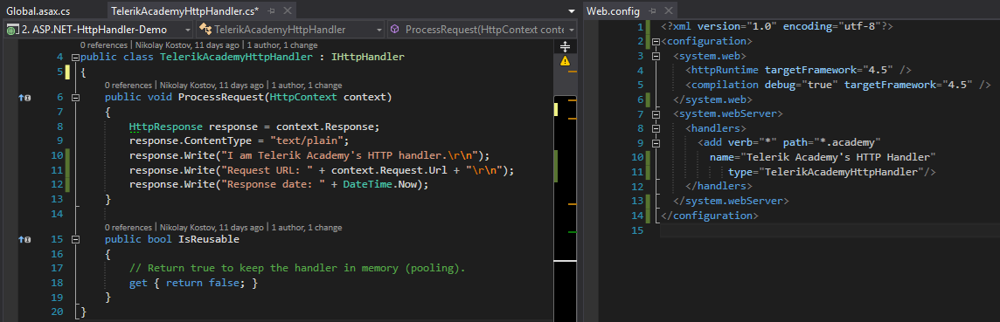 Global.asax.cs TelerikAcademyHttpHandler.cs*
2. ASP.NET-HttpHandler-Demo TelerikAcademyHttpHandler ProcessRequest(HttpContext conte
0 references | Nikolay Kostov, 11 days ago | 1 author, 1 change
4 public class TelerikAcademyHttpHandler : IHttpHandler
5 {
0 references | Nikolay Kostov, 11 days ago | 1 author, 1 change
6 public void ProcessRequest(HttpContext context)
7 {
8 HttpResponse response = context.Response;
9 response.ContentType = "text/plain";
10 response.Write("I am Telerik Academy's HTTP handler.\r\n");
11 response.Write("Request URL: " + context.Request.Url + "\r\n");
12 response.Write("Response date: " + DateTime.Now);
13 }
14
0 references | Nikolay Kostov, 11 days ago | 1 author, 1 change
15 public bool IsReusable
16 {
17 // Return true to keep the handler in memory (pooling).
18 get { return false; }
19 }
20 }
Web.config
1 <?xml version="1.0" encoding="utf-8"?>
2 <configuration>
3 <system.web>
4 <httpRuntime targetFramework="4.5" />
5 <compilation debug="true" targetFramework="4.5" />
6 </system.web>
7 <system.webServer>
8 <handlers>
9 <add verb="*" path="*.academy"
10 name="Telerik Academy's HTTP Handler"
11 type="TelerikAcademyHttpHandler"/>
12 </handlers>
13 </system.webServer>
14 </configuration>
15